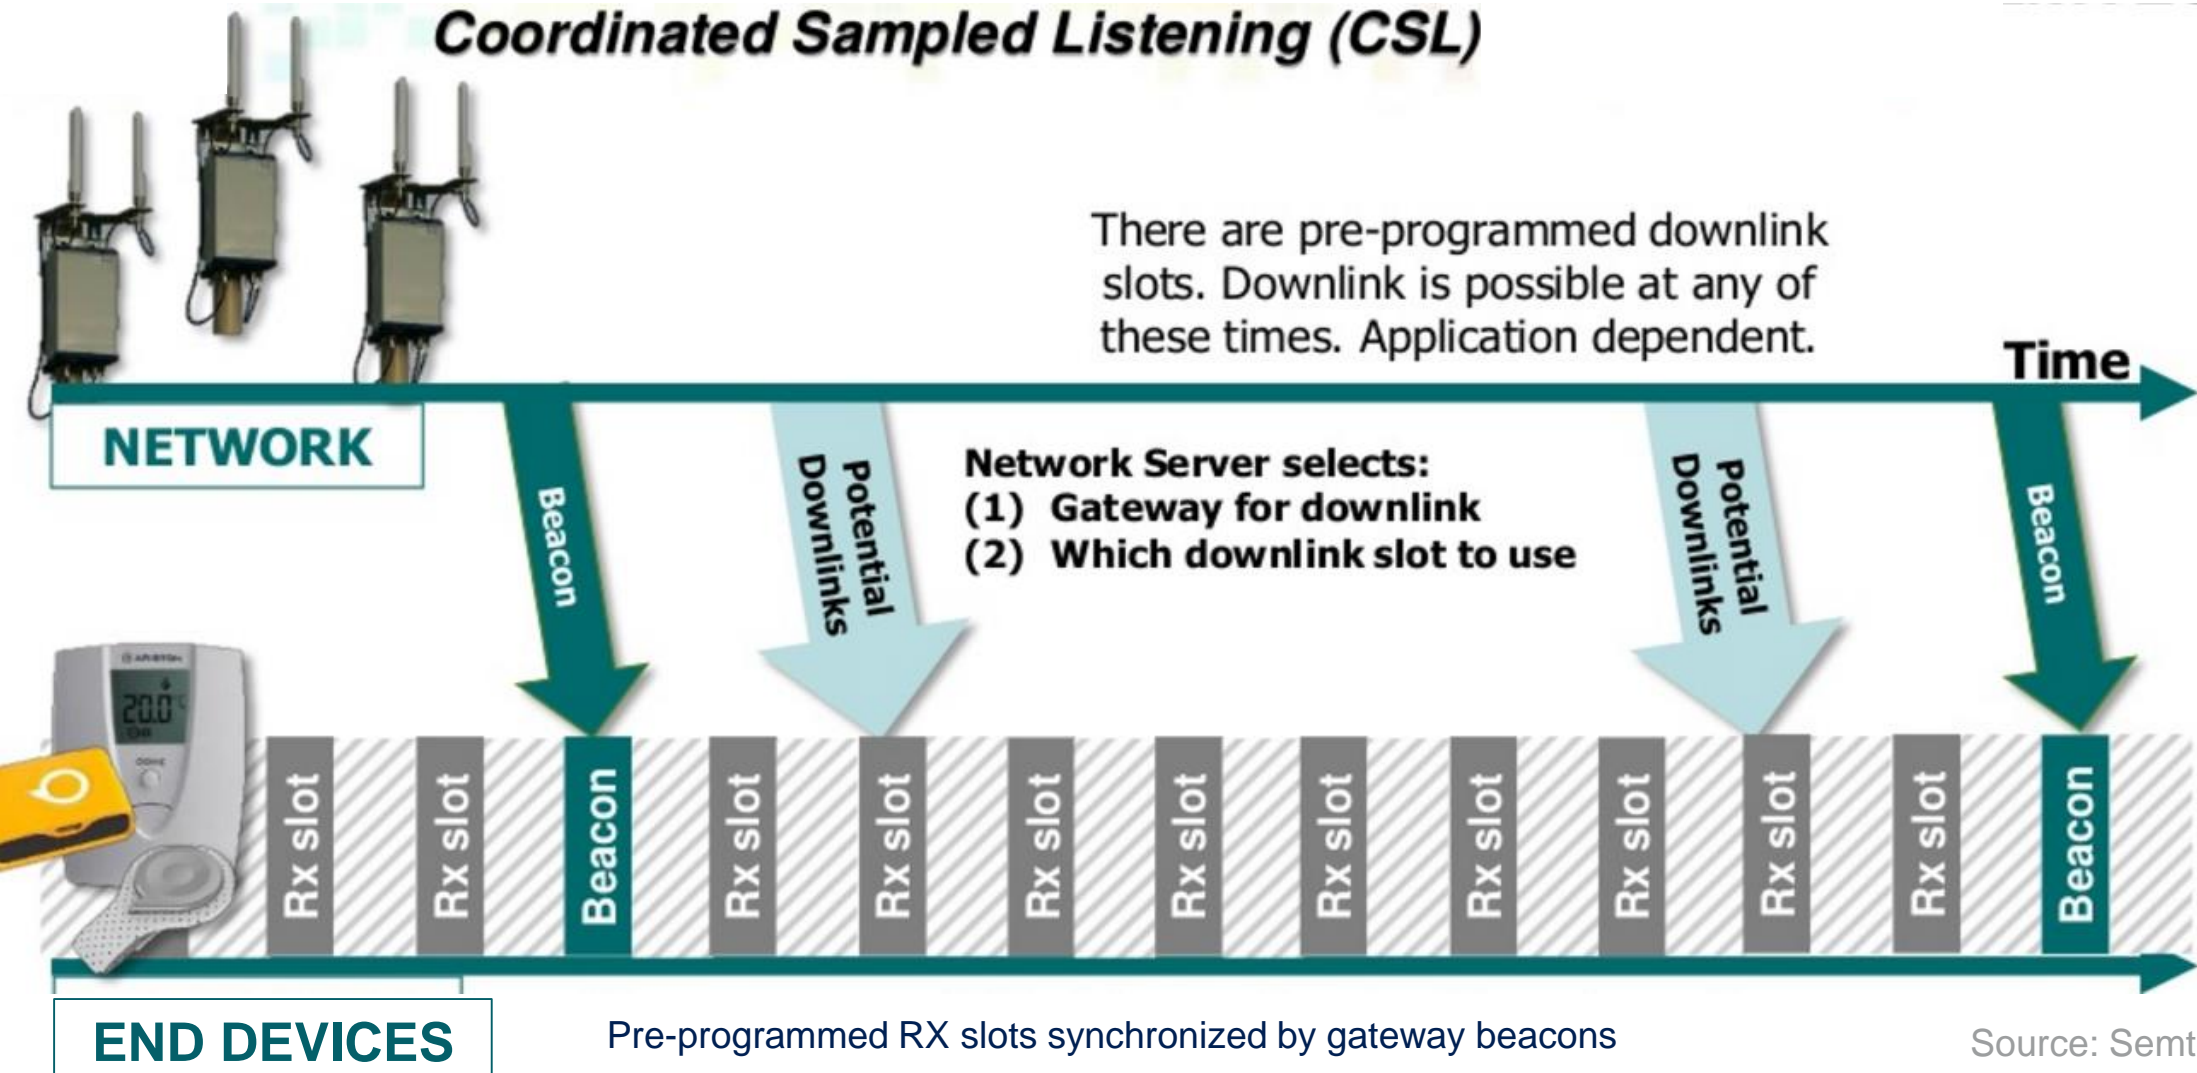 Coordinated Sampled Listening (CSL)
There are pre-programmed downlink
slots. Downlink is possible at any of
these times. Application dependent.
Time
NETWORK
Beacon
Potential
Downlinks
Network Server selects:
(1) Gateway for downlink
(2) Which downlink slot to use
Potential
Downlinks
Beacon
20.0°C
Rx slot
Rx slot
Beacon
Rx slot
Rx slot
Rx slot
Rx slot
Rx slot
Rx slot
Rx slot
Rx slot
Rx slot
Beacon
END DEVICES
Pre-programmed RX slots synchronized by gateway beacons
Source: Semt